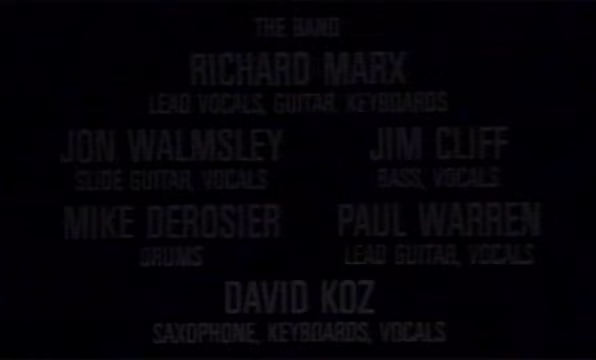 THE BAND
RICHARD MARX
LEAD VOCALS, GUITAR, KEYBOARDS
JON WALMSLEY JIM CLIFF
SLIDE GUITAR, VOCALS BASS, VOCALS
MIKE DEROSIER PAUL WARREN
DRUMS LEAD GUITAR, VOCALS
DAVID KOZ
SAXOPHONE, KEYBOARDS, VOCALS